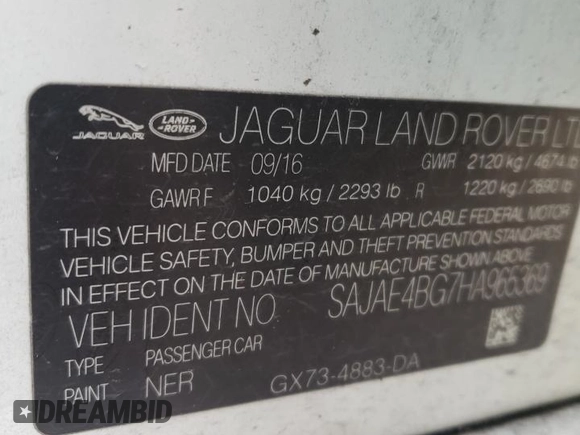 JAGUAR
LAND-ROVER
JAGUAR LAND ROVER LTD
MFD DATE 09/16 GWR 2120 kg / 4674 lb
GAWR F 1040 kg / 2293 lb R 1220 kg / 2690 lb
THIS VEHICLE CONFORMS TO ALL APPLICABLE FEDERAL MOTOR
VEHICLE SAFETY, BUMPER AND THEFT PREVENTION STANDARDS
IN EFFECT ON THE DATE OF MANUFACTURE SHOWN ABOVE
VEH IDENT NO SAJAE4BG7HA965369
TYPE PASSENGER CAR
PAINT NER GX73-4883-DA
DREAMBID